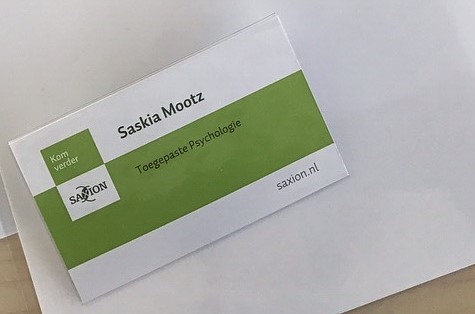 Saskia Mootz
Toegepaste Psychologie
Kom
verder
SAXION
saxion.nl